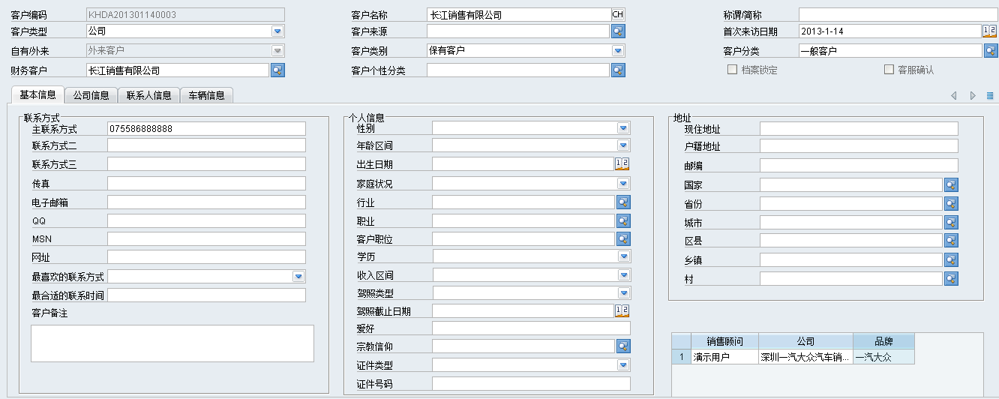 客户编码 KHDA201301140003 客户名称 长江销售有限公司 CH 称谓/简称
客户类型 公司 客户来源 首次来访日期 2013-1-14 12
自有/外来 外来客户 客户类别 保有客户 客户分类 一般客户
财务客户 长江销售有限公司 客户个性分类 档案锁定 客服确认
基本信息 公司信息 联系人信息 车辆信息
联系方式
主联系方式 075586888888
联系方式二
联系方式三
传真
电子邮箱
QQ
MSN
网址
最喜欢的联系方式
最合适的联系时间
客户备注
个人信息
性别
年龄区间
出生日期 12
家庭状况
行业
职业
客户职位
学历
收入区间
驾照类型
驾照截止日期 12
爱好
宗教信仰
证件类型
证件号码
地址
现住地址
户籍地址
邮编
国家
省份
城市
区县
乡镇
村
销售顾问 公司 品牌
1 演示用户 深圳一汽大众汽车销... 一汽大众